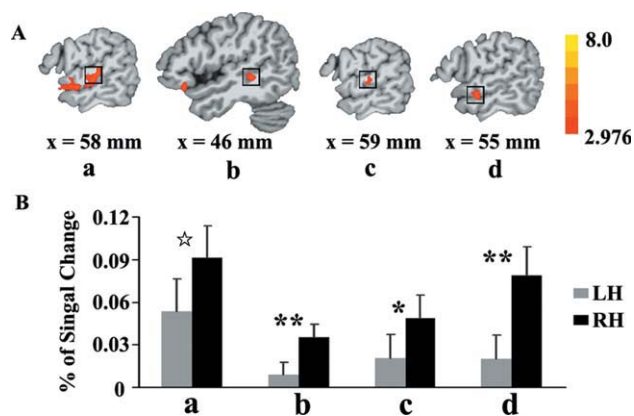 A
8.0
2.976
x = 58 mm x = 46 mm x = 59 mm x = 55 mm
a b c d
B
% of Singal Change
0.12
0.09
0.06
0.03
0
☆ ** * **
LH
RH
a b c d